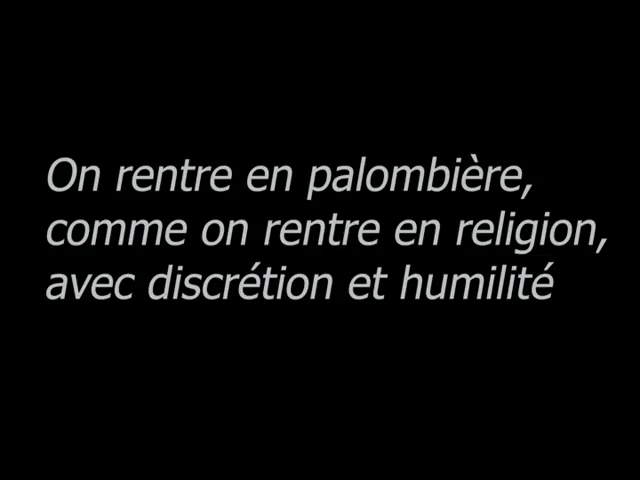 On rentre en palombière,
comme on rentre en religion,
avec discrétion et humilité